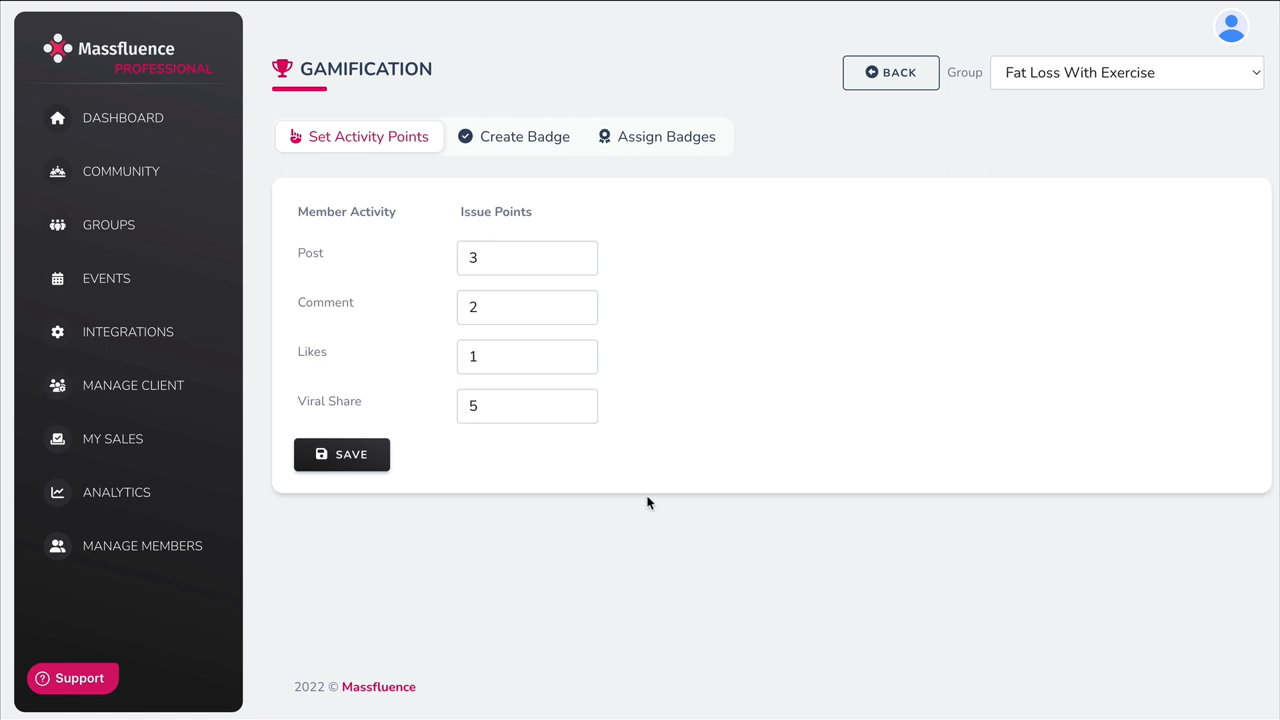 Massfluence
PROFESSIONAL
DASHBOARD
COMMUNITY
GROUPS
EVENTS
INTEGRATIONS
MANAGE CLIENT
MY SALES
ANALYTICS
MANAGE MEMBERS
Support
GAMIFICATION
BACK
Group
Fat Loss With Exercise
Set Activity Points
Create Badge
Assign Badges
Member Activity Issue Points
Post 3
Comment 2
Likes 1
Viral Share 5
SAVE
2022 © Massfluence